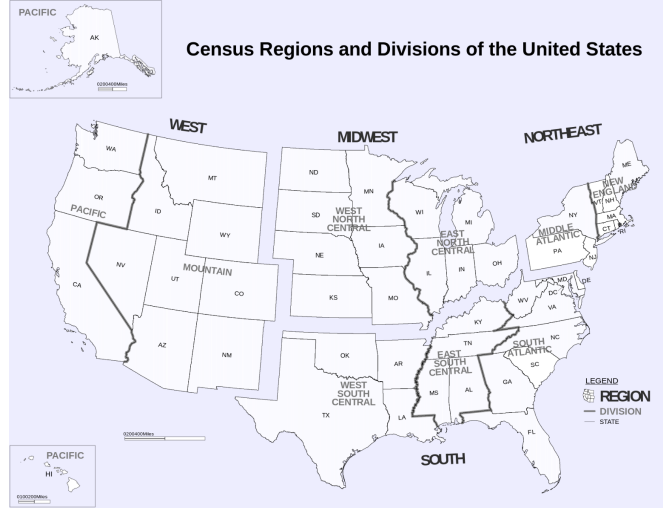 PACIFIC
AK
0200400Miles
Census Regions and Divisions of the United States
WEST
MIDWEST
NORTHEAST
WA
MT
OR
ID
WY
PACIFIC
NV
UT
MOUNTAIN
CO
CA
AZ
NM
ND
MN
SD
WEST
NORTH
CENTRAL
NE
IA
KS
MO
WI
MI
EAST
NORTH
CENTRAL
IL
IN
OH
ME
NEW
ENGLAND
VT
NH
MA
CT
RI
NY
MIDDLE
ATLANTIC
PA
NJ
MD
DE
DC
WV
VA
KY
TN
NC
SOUTH
ATLANTIC
SC
EAST
SOUTH
CENTRAL
MS
AL
GA
FL
OK
AR
WEST
SOUTH
CENTRAL
TX
LA
SOUTH
0200400Miles
LEGEND
REGION
DIVISION
STATE
PACIFIC
HI
0100200Miles